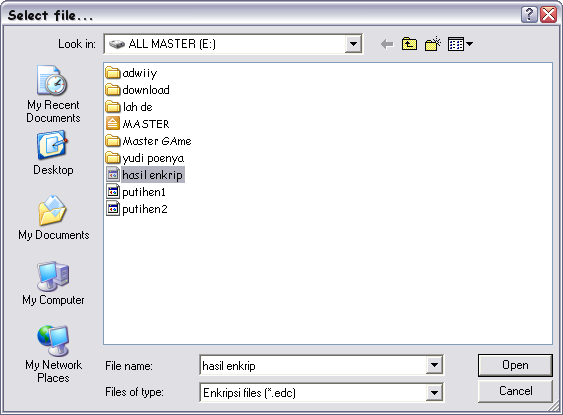 Select file...
Look in: ALL MASTER (E:)
My Recent
Documents
Desktop
My Documents
My Computer
My Network
Places
adwiiy
download
lah de
MASTER
Master GAme
yudi poenya
hasil enkrip
putihen1
putihen2
File name: hasil enkrip Open
Files of type: Enkripsi files (*.edc) Cancel